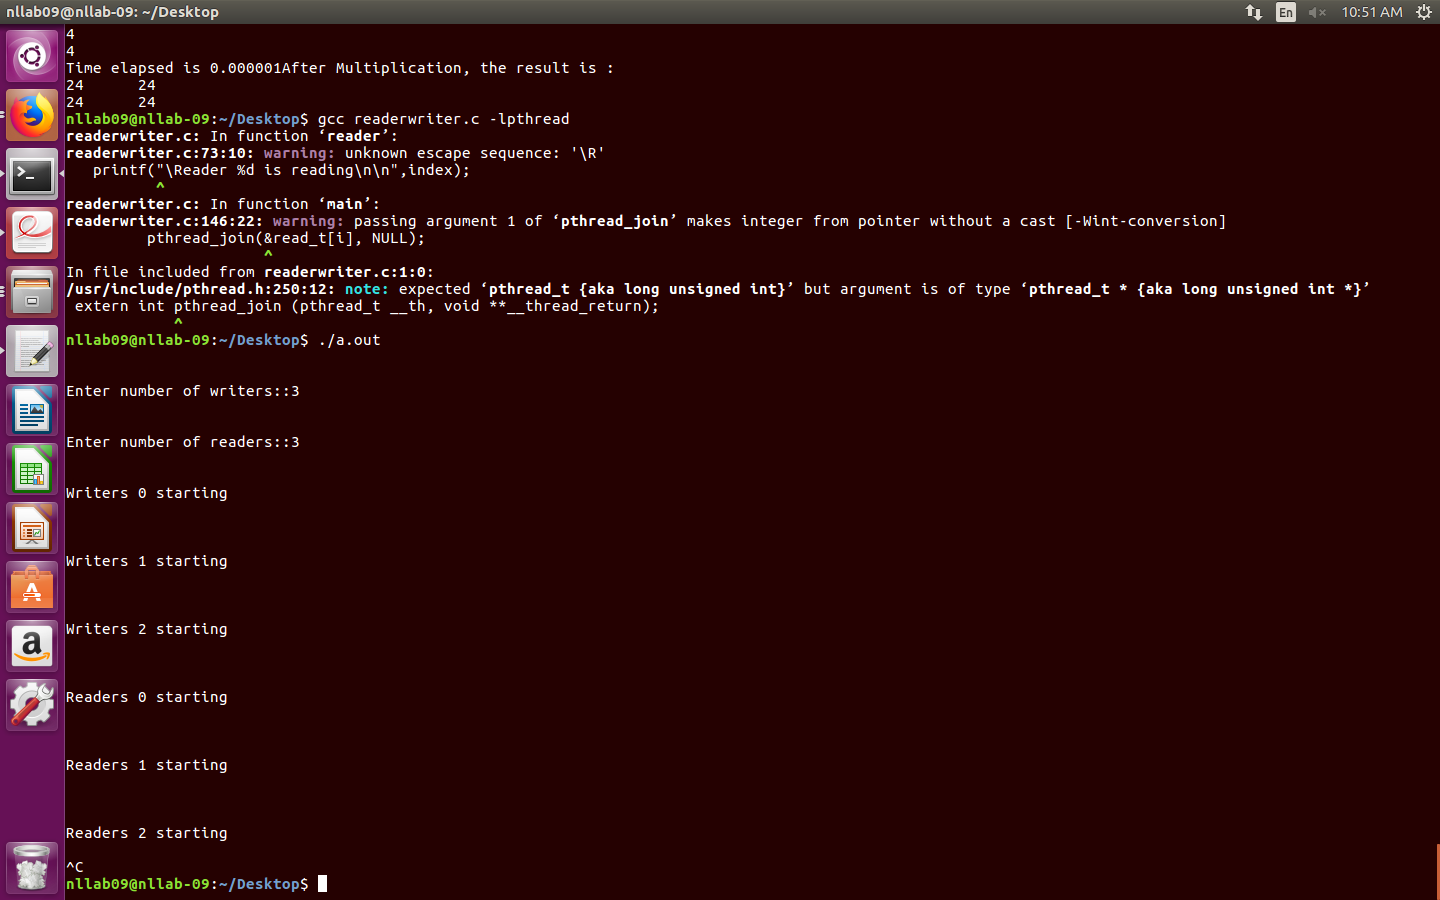 nllab09@nllab-09: ~/Desktop
En
10:51 AM
4
4
Time elapsed is 0.000001After Multiplication, the result is :
24      24
24      24
nllab09@nllab-09:~/Desktop$ gcc readerwriter.c -lpthread
readerwriter.c: In function ‘reader’:
readerwriter.c:73:10: warning: unknown escape sequence: '\R'
   printf("\Reader %d is reading\n\n",index);
          ^
readerwriter.c: In function ‘main’:
readerwriter.c:146:22: warning: passing argument 1 of ‘pthread_join’ makes integer from pointer without a cast [-Wint-conversion]
         pthread_join(&read_t[i], NULL);
                      ^
In file included from readerwriter.c:1:0:
/usr/include/pthread.h:250:12: note: expected ‘pthread_t {aka long unsigned int}’ but argument is of type ‘pthread_t * {aka long unsigned int *}’
 extern int pthread_join (pthread_t __th, void **__thread_return);
            ^
nllab09@nllab-09:~/Desktop$ ./a.out
Enter number of writers::3
Enter number of readers::3
Writers 0 starting
Writers 1 starting
Writers 2 starting
Readers 0 starting
Readers 1 starting
Readers 2 starting
^C
nllab09@nllab-09:~/Desktop$